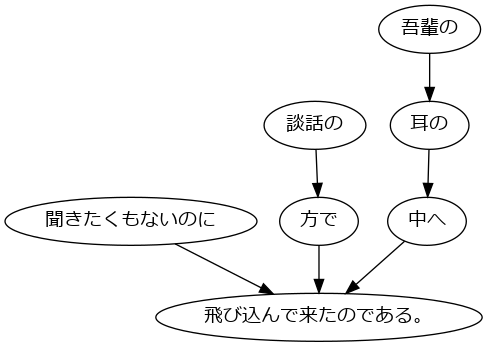 吾輩の
談話の
耳の
聞きたくもないのに
方で
中へ
飛び込んで来たのである。